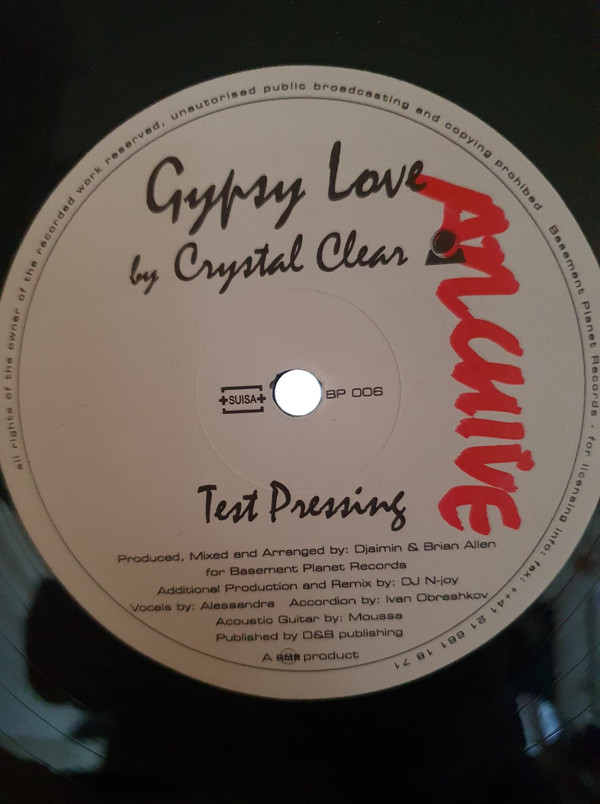 all rights of the owner of the recorded work reserved, unautorised public broadcasting and copying prohibed
Basement Planet Records - for licensing info: fax: ++41 21 661 18 71
Gypsy Love
by Crystal Clear
ARCHIVE
SUISA
BP 006
Test Pressing
Produced, Mixed and Arranged by: Djaimin & Brian Allen
for Basement Planet Records
Additional Production and Remix by: DJ N-joy
Vocals by: Alessandra Accordion by: Ivan Obreshkov
Acoustic Guitar by: Moussa
Published by D&B publishing
A product